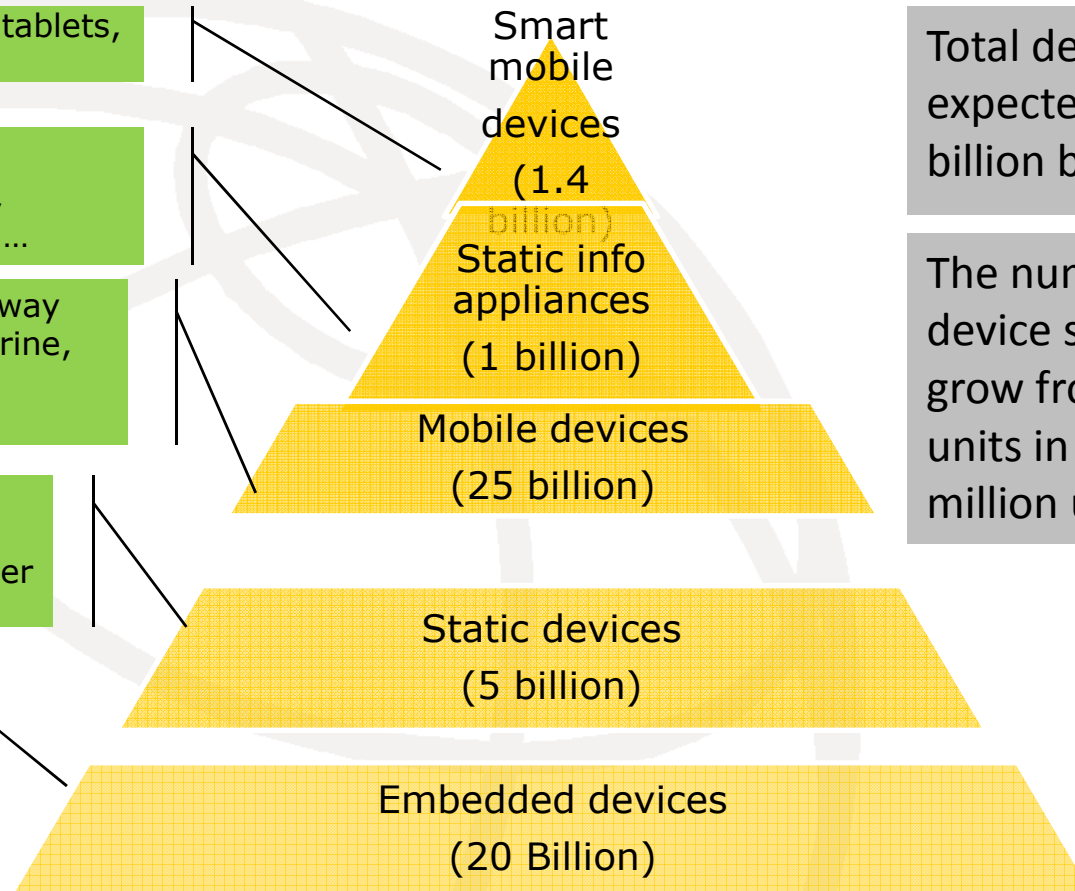 tablets,
...
way
rine,
er
Smart
mobile
devices
(1.4
billion)
Static info
appliances
(1 billion)
Mobile devices
(25 billion)
Static devices
(5 billion)
Embedded devices
(20 Billion)
Total de
expecte
billion b
The nur
device s
grow fro
units in
million u